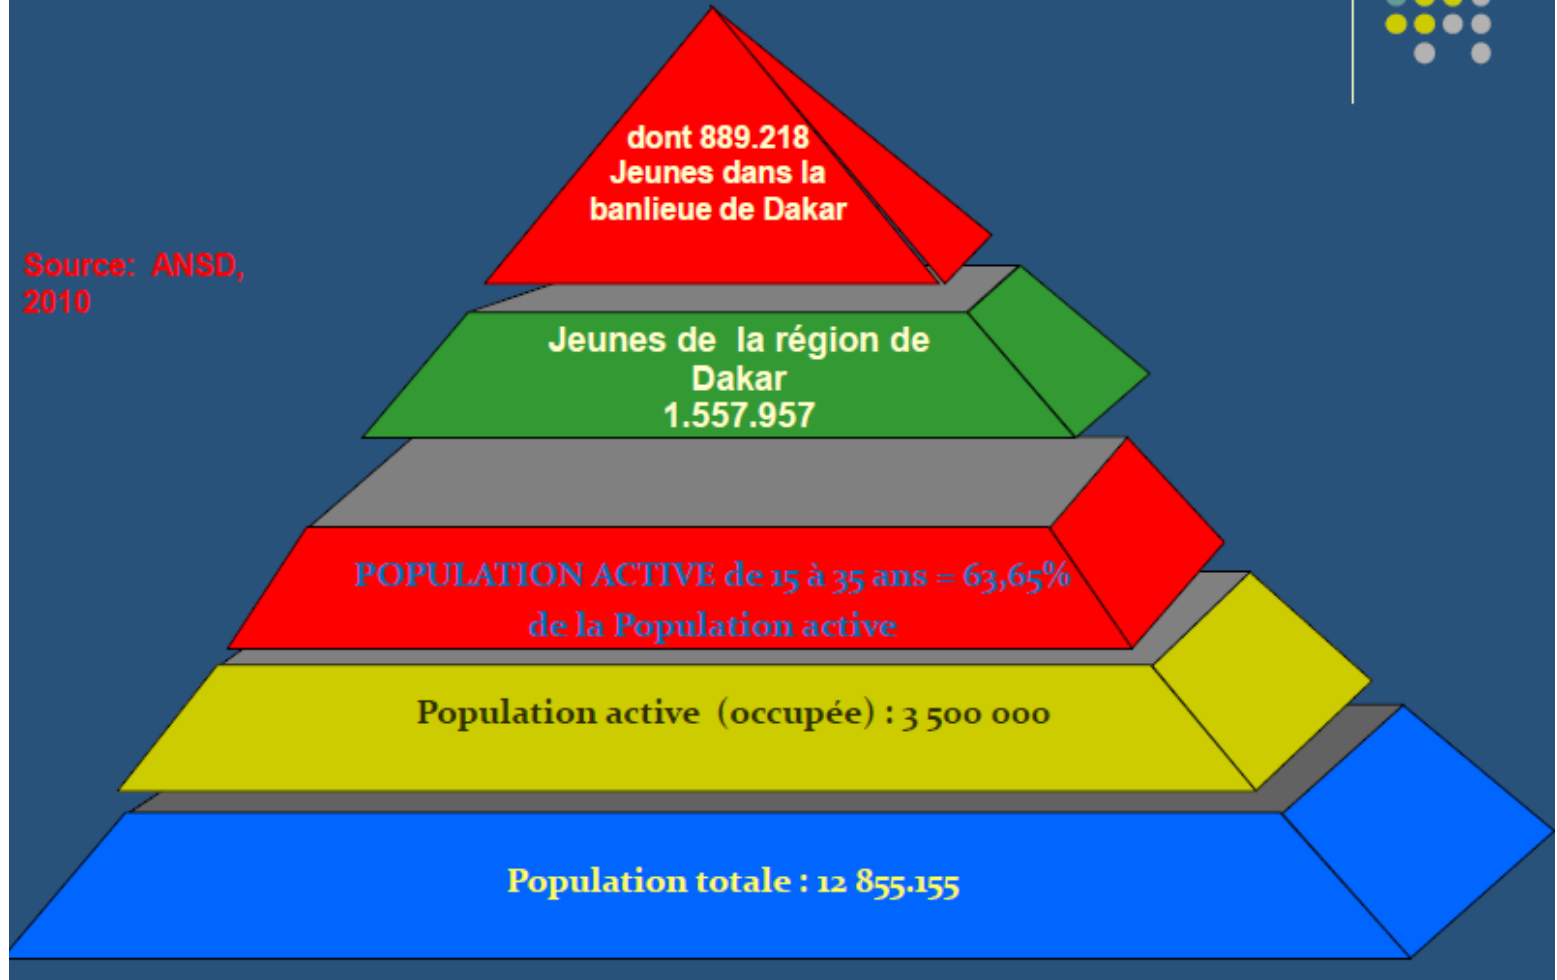 dont 889.218
Jeunes dans la
banlieue de Dakar
Source: ANSD,
2010
Jeunes de la région de
Dakar
1.557.957
POPULATION ACTIVE de 15 à 35 ans = 63,65%
de la Population active
Population active (occupée) : 3 500 000
Population totale : 12 855.155